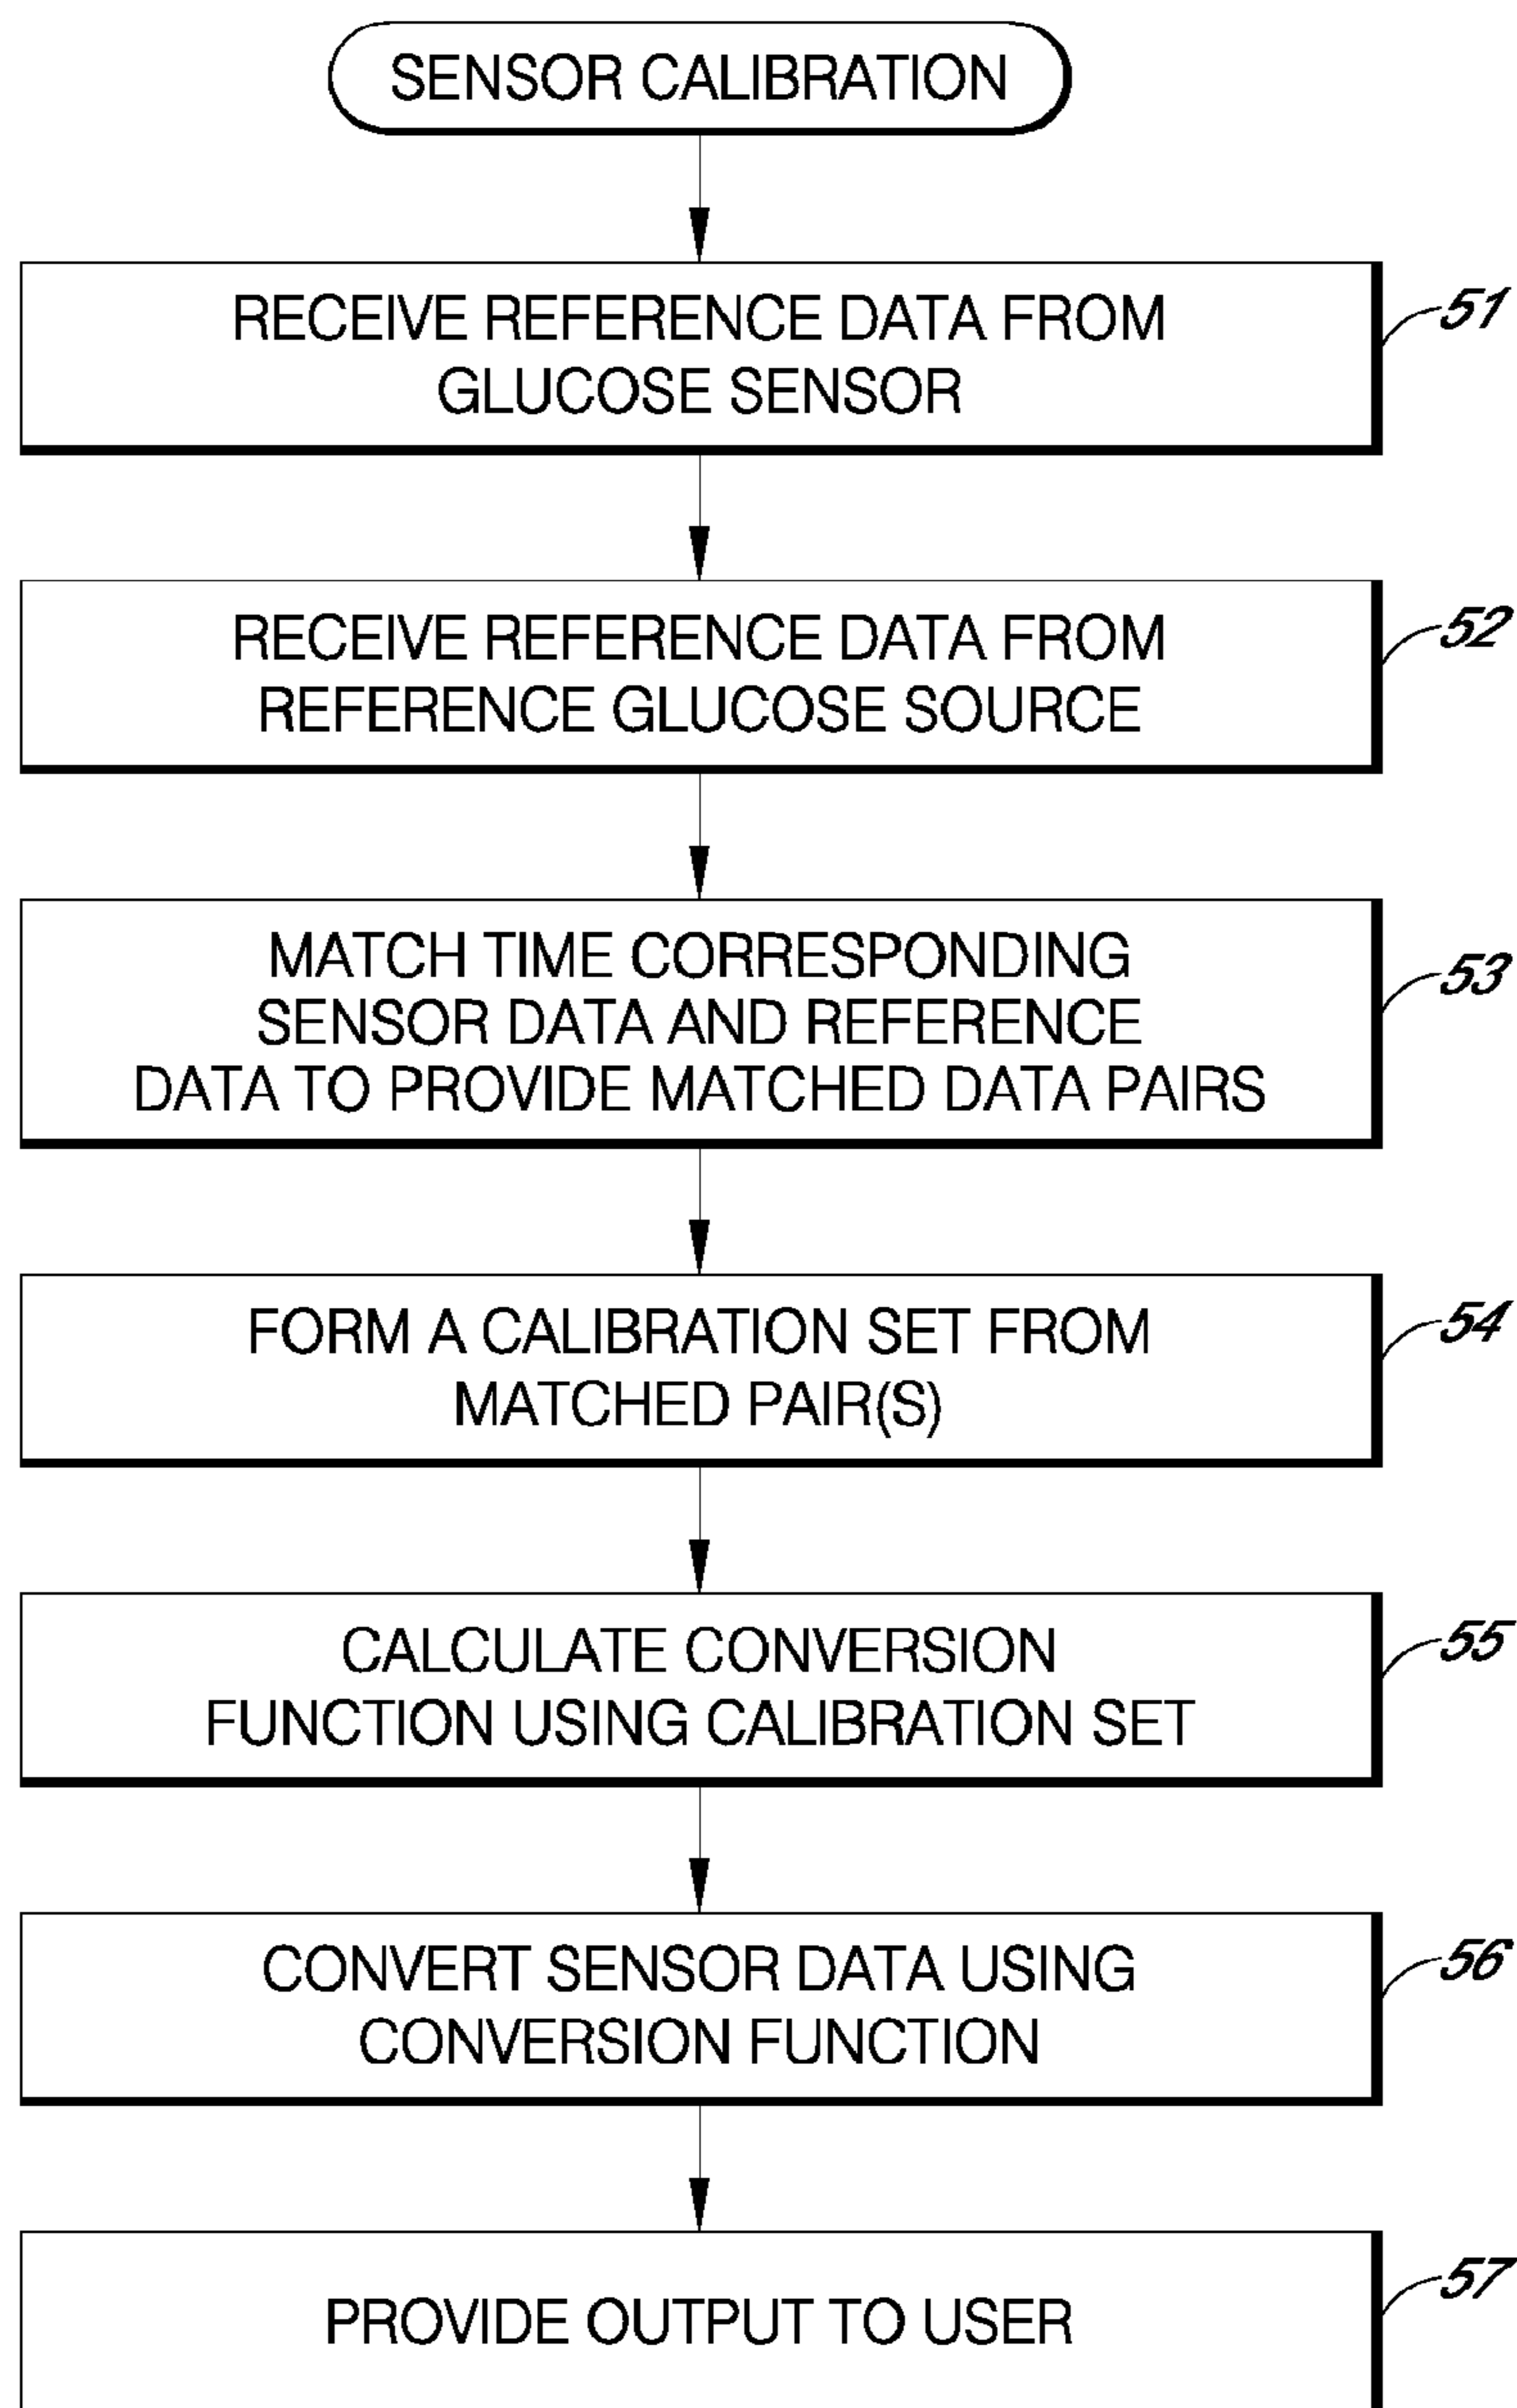 SENSOR CALIBRATION
RECEIVE REFERENCE DATA FROM
GLUCOSE SENSOR
51
RECEIVE REFERENCE DATA FROM
REFERENCE GLUCOSE SOURCE
52
MATCH TIME CORRESPONDING
SENSOR DATA AND REFERENCE
DATA TO PROVIDE MATCHED DATA PAIRS
53
FORM A CALIBRATION SET FROM
MATCHED PAIR(S)
54
CALCULATE CONVERSION
FUNCTION USING CALIBRATION SET
55
CONVERT SENSOR DATA USING
CONVERSION FUNCTION
56
PROVIDE OUTPUT TO USER
57